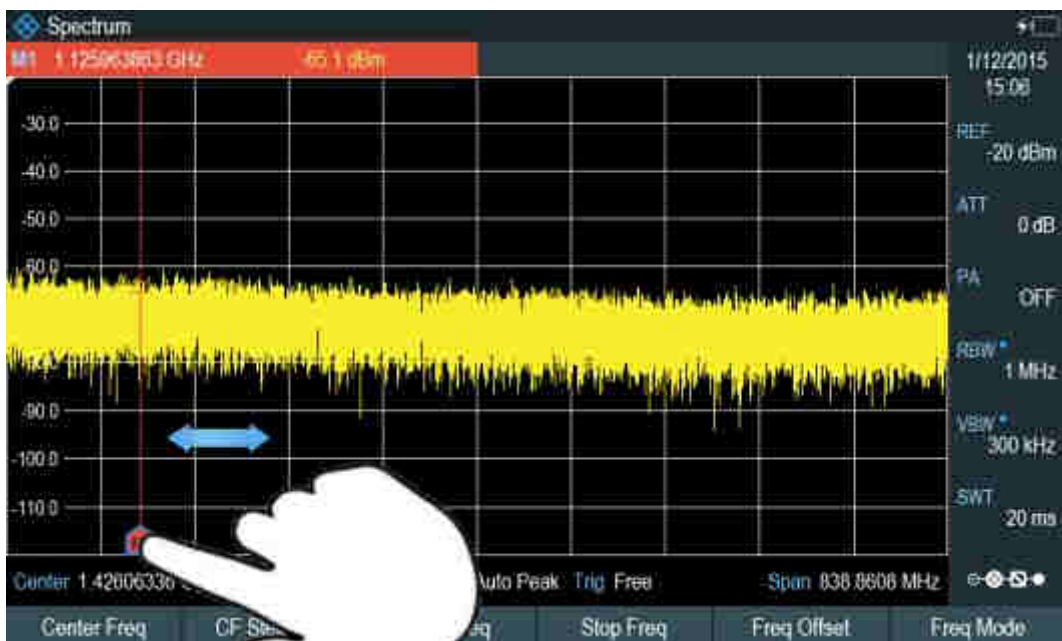 Spectrum
M1 1.125963863 GHz -65.1 dBm
1/12/2015
15:06
-30.0
REF
-20 dBm
-40.0
ATT
-50.0
0 dB
-60.0
PA
OFF
RBW
1 MHz
-90.0
VBW
300 kHz
-100.0
SWT
-110.0
20 ms
Center 1.42606336 Auto Peak Trig Free Span 838.8608 MHz
Center Freq CF Stop Freq Freq Offset Freq Mode